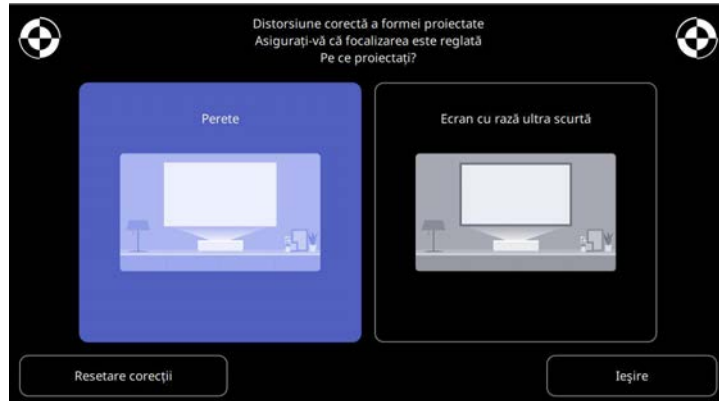 Distorsiune corectă a formei proiectate
Asigurați-vă că focalizarea este reglată
Pe ce proiectați?
Perete
Ecran cu rază ultra scurtă
Resetare corecții
Ieșire